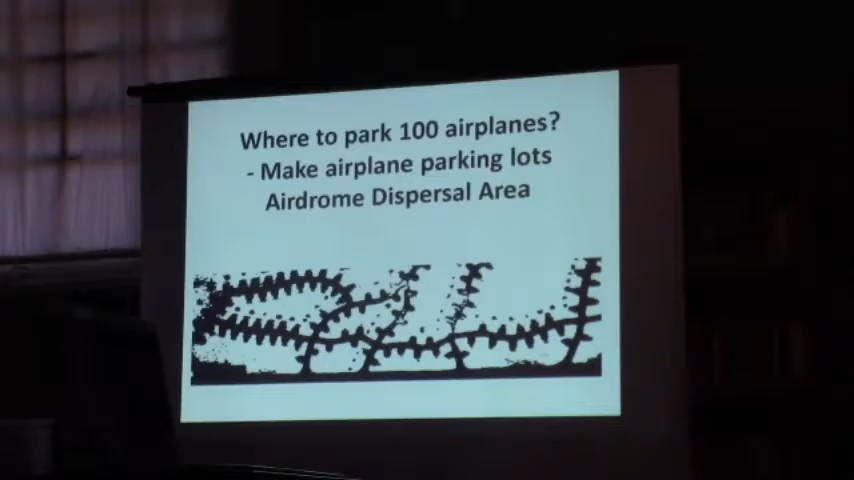 Where to park 100 airplanes?
- Make airplane parking lots
Airdrome Dispersal Area